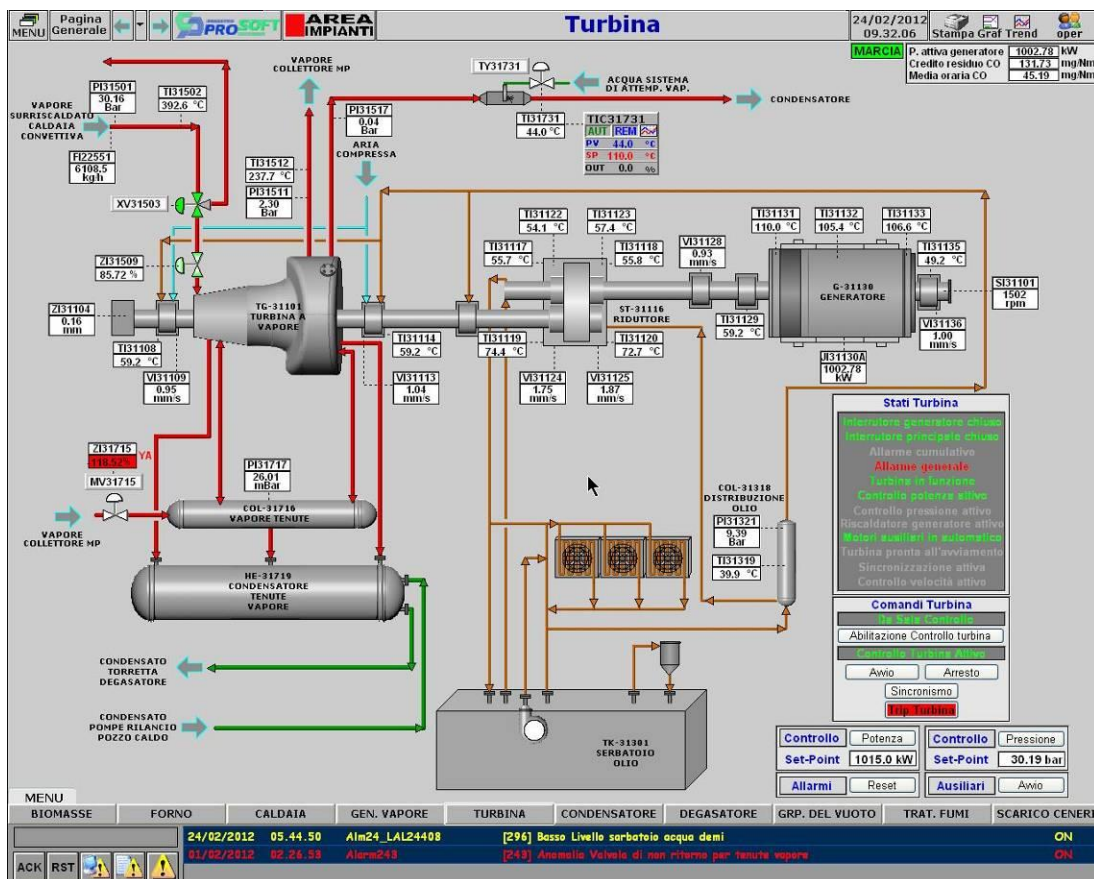 MENU
Pagina
Generale
PROSOFT
AREA
IMPIANTI
Turbina
24/02/2012
09.32.06
Stampa Graf Trend
oper
MARCIA
P. attiva generatore 1002.78 kW
Credito residuo CO 131.73 mg/Nm
Media oraria CO 45.19 mg/Nm
VAPORE
COLLETTORE MP
TY31731
ACQUA SISTEMA
DI ATTEMP. VAP.
CONDENSATORE
PI31501
30.16
Bar
TI31502
392.6 °C
VAPORE
SURRISCALDATO
CALDAIA
CONVETTIVA
FI22551
6108.5
kg/h
PI31517
0.04
Bar
ARIA
COMPRESSA
TI31731
44.0 °C
TIC31731
AUT REM
PV 44.0 °C
SP 110.0 °C
OUT 0.0 %
TI31512
237.7 °C
PI31511
2.30
Bar
XV31503
ZI31509
85.72 %
TI31122
54.1 °C
TI31123
57.4 °C
TI31117
55.7 °C
TI31118
55.8 °C
VI31128
0.93
mm/s
TI31131
110.0 °C
TI31132
105.4 °C
TI31133
106.6 °C
TI31135
49.2 °C
SI31101
1502
rpm
ZI31104
0.16
mm
TG-31101
TURBINA A
VAPORE
ST-31116
RIDUTTORE
G-31130
GENERATORE
TI31108
59.2 °C
TI31114
59.2 °C
TI31119
74.4 °C
TI31120
72.7 °C
TI31129
59.2 °C
VI31136
1.00
mm/s
VI31109
0.95
mm/s
VI31113
1.04
mm/s
VI31124
1.75
mm/s
VI31125
1.87
mm/s
JI31130A
1002.78
kW
Stati Turbina
Interrutore generatore chiuso
Interrutore principale chiuso
Allarme cumulativo
Allarme generale
Turbina in funzione
Controllo potenza attivo
Controllo pressione attivo
Riscaldatore generatore attivo
Motori ausiliari in automatico
Turbina pronta all'avviamento
Sincronizzazione attiva
Controllo velocità attivo
ZI31715
-118.52%
YA
MV31715
PI31717
26.01
mBar
COL-31716
VAPORE TENUTE
VAPORE
COLLETTORE MP
COL-31318
DISTRIBUZIONE
OLIO
PI31321
9.39
Bar
TI31319
39.9 °C
HE-31719
CONDENSATORE
TENUTE
VAPORE
Comandi Turbina
Da Sala Controllo
Abilitazione Controllo turbina
Controllo Turbina Attivo
Avvio
Arresto
Sincronismo
Trip Turbina
CONDENSATO
TORRETTA
DEGASATORE
CONDENSATO
POMPE RILANCIO
POZZO CALDO
TK-31301
SERBATOIO
OLIO
Controllo Potenza
Set-Point 1015.0 kW
Controllo Pressione
Set-Point 30.19 bar
Allarmi Reset
Ausiliari Avvio
MENU
BIOMASSE FORNO CALDAIA GEN. VAPORE TURBINA CONDENSATORE DEGASATORE GRP. DEL VUOTO TRAT. FUMI SCARICO CENERI
24/02/2012 05.44.50 Alm24_LAL24408 [296] Basso Livello serbatoio acqua demi ON
01/02/2012 02.26.53 Alarm243 [243] Anomalia Valvola di non ritorno per tenute vapore ON
ACK RST